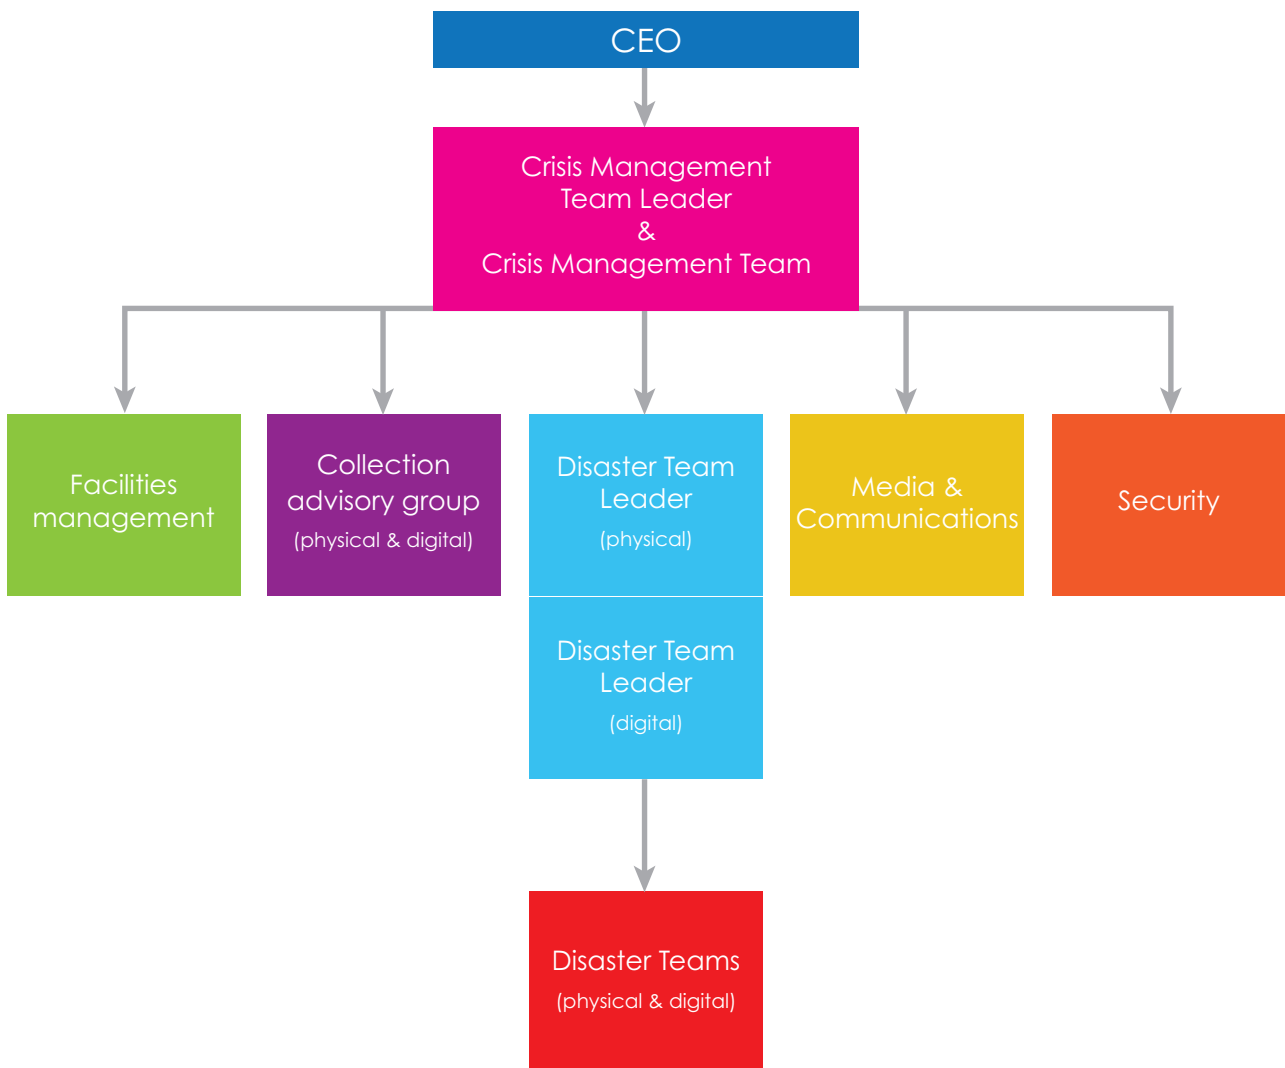 CEO
Crisis Management
Team Leader
&
Crisis Management Team
Facilities
management
Collection
advisory group
(physical & digital)
Disaster Team
Leader
(physical)
Media &
Communications
Security
Disaster Team
Leader
(digital)
Disaster Teams
(physical & digital)